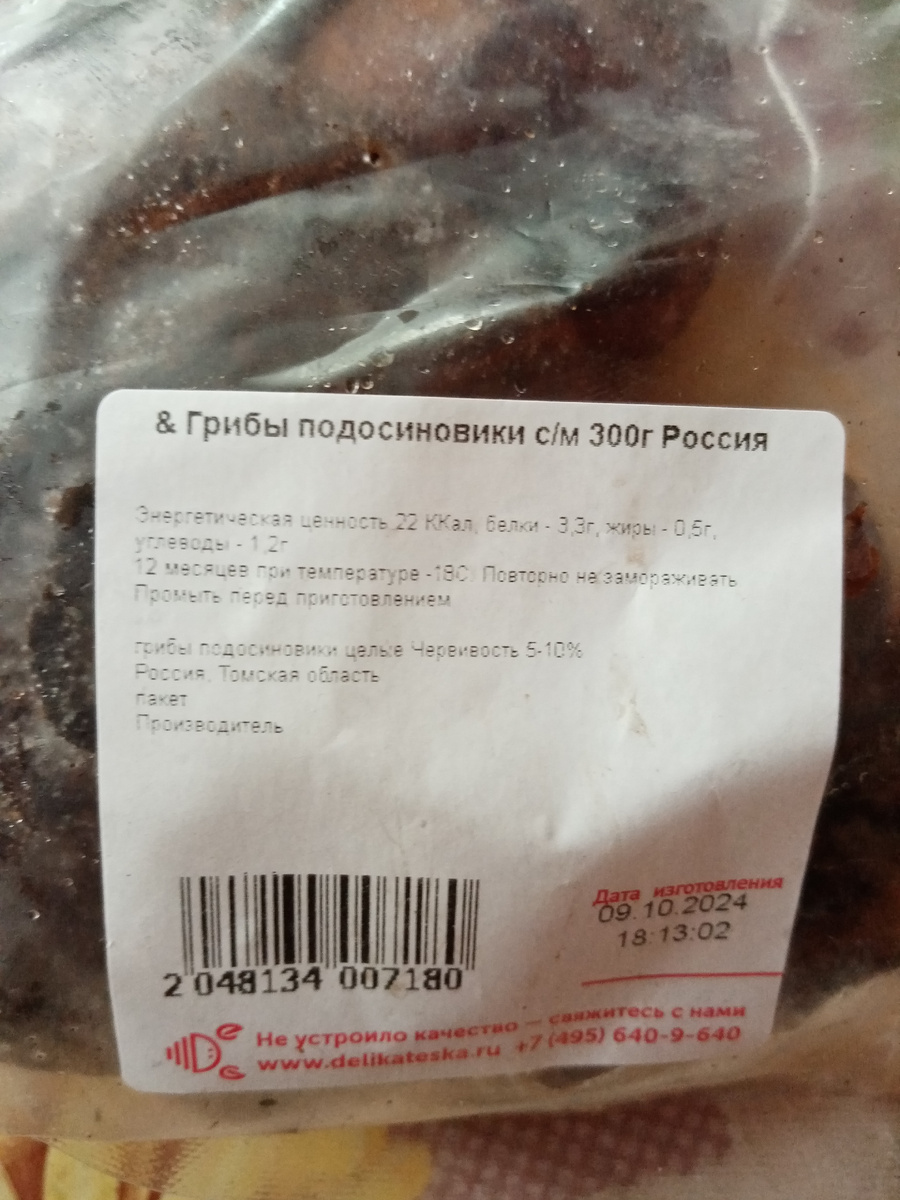 & Грибы подосиновики с/м 300г Россия
Энергетическая ценность 22 ККал, белки - 3,3г, жиры - 0,5г,
углеводы - 1,2г
12 месяцев при температуре -18С. Повторно не замораживать
Промыть перед приготовлением
грибы подосиновики целые Червивость 5-10%
Россия, Томская область
пакет
Производитель
Дата изготовления
09.10.2024
18:13:02
2 048134 007180
Не устроило качество — свяжитесь с нами
www.delikateska.ru +7 (495) 640-9-640